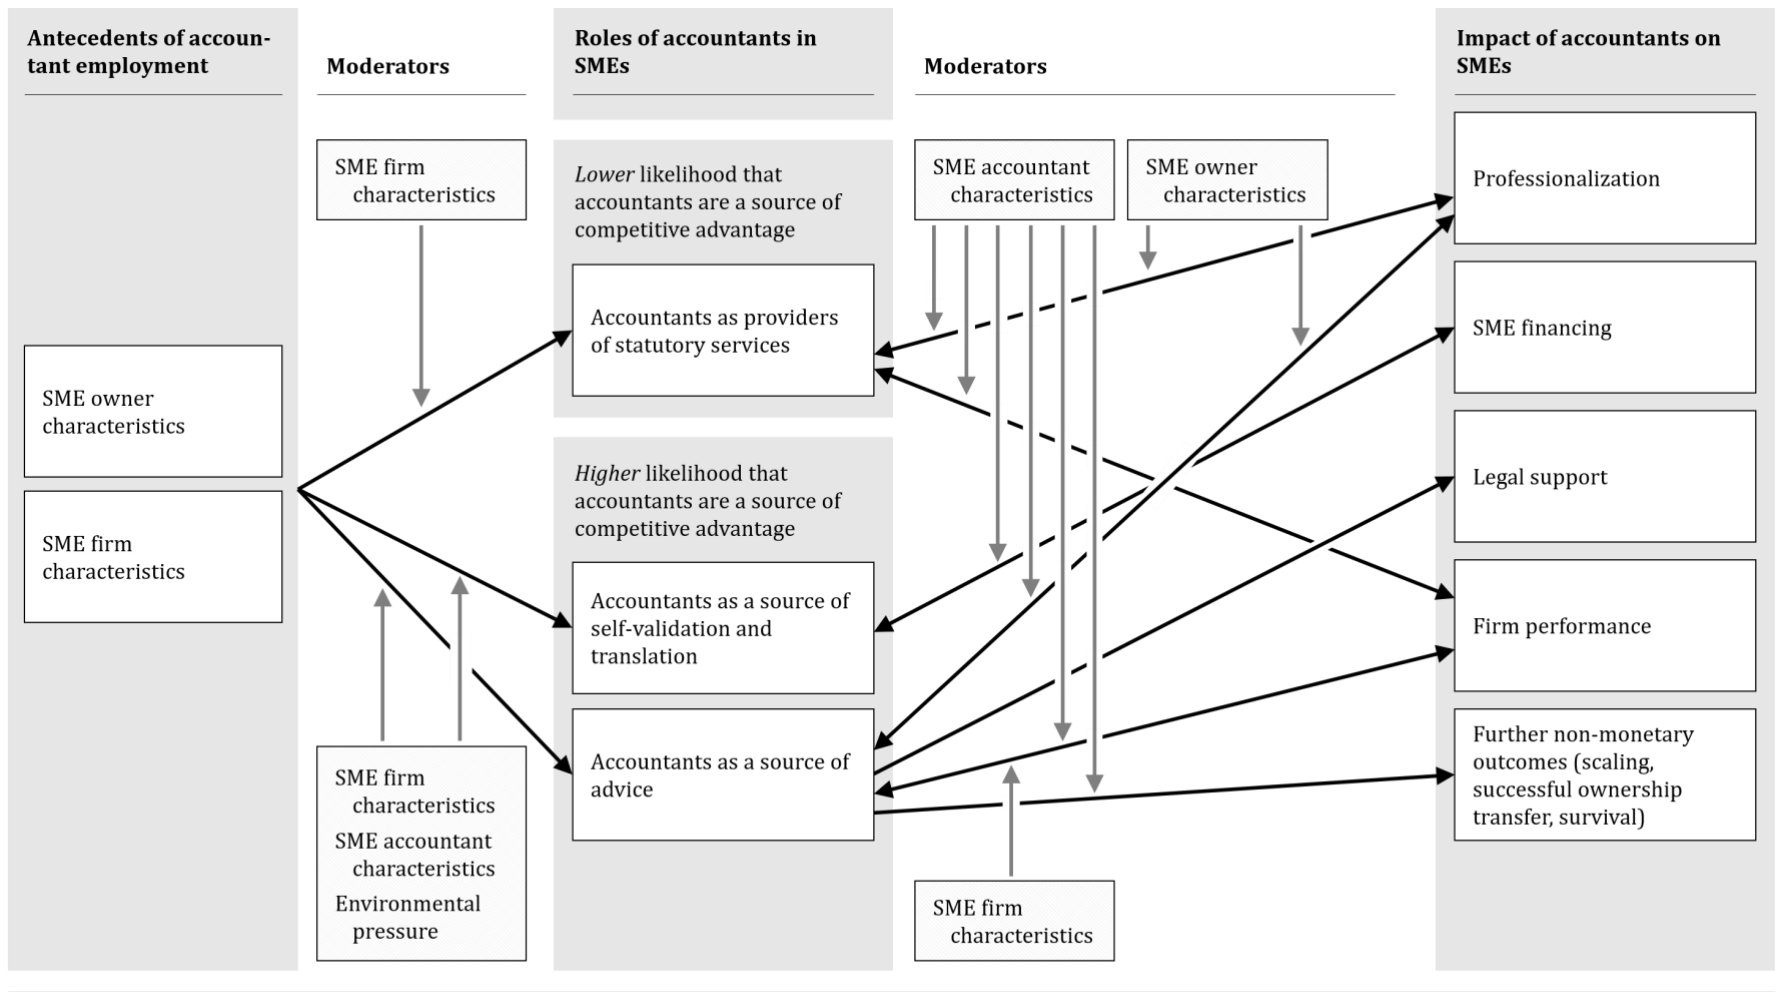 Antecedents of accoun-
tant employment
Moderators
Roles of accountants in
SMEs
Moderators
Impact of accountants on
SMEs
SME owner
characteristics
SME firm
characteristics
SME firm
characteristics
SME firm
characteristics
SME accountant
characteristics
Environmental
pressure
Lower likelihood that
accountants are a source of
competitive advantage
Accountants as providers
of statutory services
Higher likelihood that
accountants are a source of
competitive advantage
Accountants as a source of
self-validation and
translation
Accountants as a source of
advice
SME accountant
characteristics
SME owner
characteristics
SME firm
characteristics
Professionalization
SME financing
Legal support
Firm performance
Further non-monetary
outcomes (scaling,
successful ownership
transfer, survival)